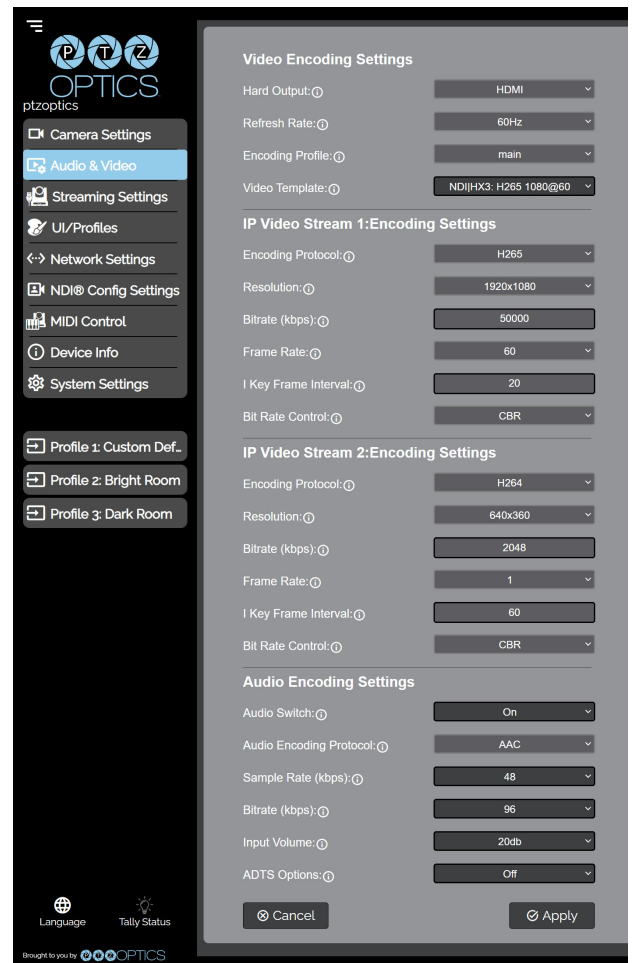 P T Z
OPTICS
ptzoptics
Camera Settings
Audio & Video
Streaming Settings
UI/Profiles
Network Settings
NDI® Config Settings
MIDI Control
Device Info
System Settings
Profile 1: Custom Def...
Profile 2: Bright Room
Profile 3: Dark Room
Language
Tally Status
Brought to you by PTZOPTICS
Video Encoding Settings
Hard Output: HDMI
Refresh Rate: 60Hz
Encoding Profile: main
Video Template: NDI|HX3: H265 1080@60
IP Video Stream 1:Encoding Settings
Encoding Protocol: H265
Resolution: 1920x1080
Bitrate (kbps): 50000
Frame Rate: 60
I Key Frame Interval: 20
Bit Rate Control: CBR
IP Video Stream 2:Encoding Settings
Encoding Protocol: H264
Resolution: 640x360
Bitrate (kbps): 2048
Frame Rate: 1
I Key Frame Interval: 60
Bit Rate Control: CBR
Audio Encoding Settings
Audio Switch: On
Audio Encoding Protocol: AAC
Sample Rate (kbps): 48
Bitrate (kbps): 96
Input Volume: 20db
ADTS Options: Off
Cancel
Apply